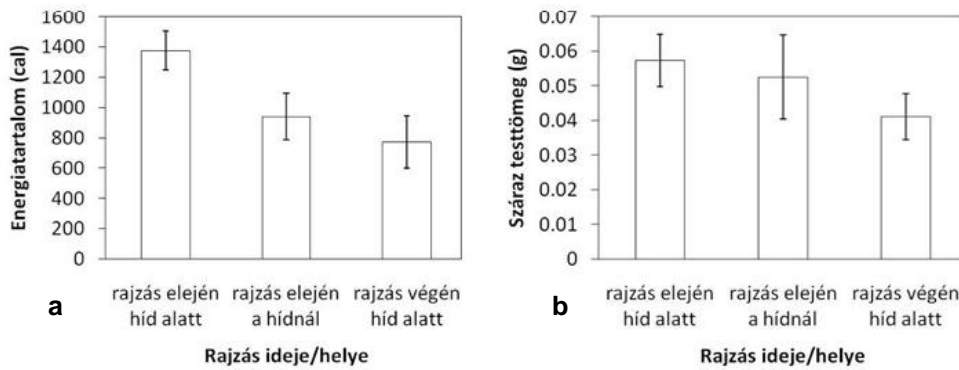 1600
1400
1200
1000
800
600
400
200
0
Energiatartalom (cal)
rajzás elején
híd alatt
rajzás elején
a hídnál
rajzás végén
híd alatt
a
Rajzás ideje/helye
0.07
0.06
0.05
0.04
0.03
0.02
0.01
0
Száraz testtömeg (g)
rajzás elején
híd alatt
rajzás elején
a hídnál
rajzás végén
híd alatt
b
Rajzás ideje/helye